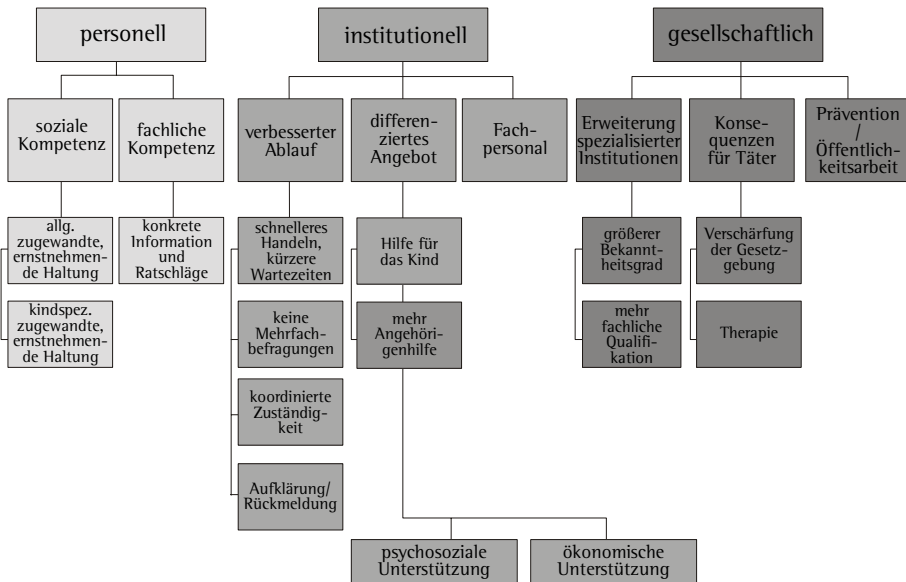 personell
institutionell
gesellschaftlich
soziale
Kompetenz
fachliche
Kompetenz
verbesserter
Ablauf
differen-
ziertes
Angebot
Fach-
personal
Erweiterung
spezialisierter
Institutionen
Konse-
quenzen
für Täter
Prävention
/
Öffentlich-
keitsarbeit
allg.
zugewandte,
ernstnehmen-
de Haltung
konkrete
Information
und
Ratschläge
schnelleres
Handeln,
kürzere
Wartezeiten
Hilfe für
das Kind
größerer
Bekannt-
heitsgrad
Verschärfung
der Gesetz-
gebung
kindspez.
zugewandte,
ernstnehmen-
de Haltung
keine
Mehrfach-
befragungen
mehr
Angehöri-
genhilfe
mehr
fachliche
Qualifi-
kation
Therapie
koordinierte
Zuständig-
keit
Aufklärung/
Rückmeldung
psychosoziale
Unterstützung
ökonomische
Unterstützung